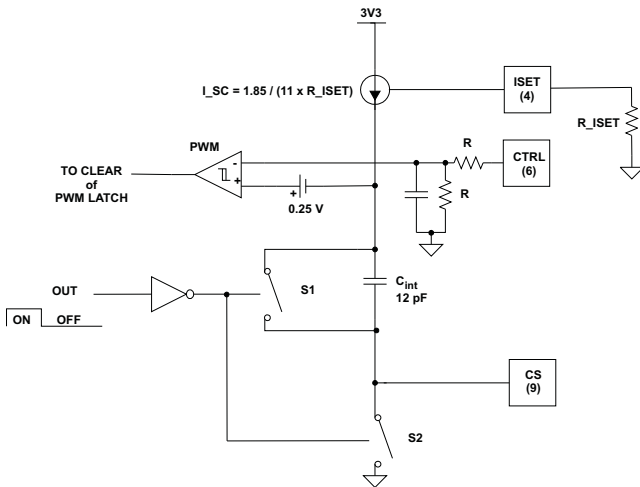 3V3
I_SC = 1.85 / (11 x R_ISET)
ISET
(4)
R_ISET
PWM
R
CTRL
(6)
-
+
TO CLEAR
of
PWM LATCH
+
0.25 V
R
S1
Cint
12 pF
OUT
ON OFF
CS
(9)
S2